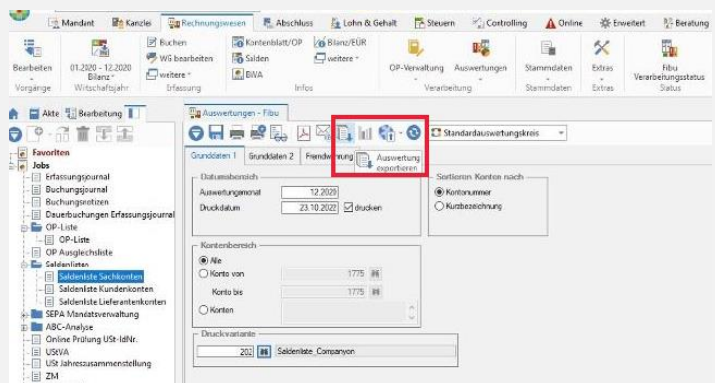 Mandant Kanzlei Rechnungswesen Abschluss Lohn & Gehalt Steuern Controlling Online Erweitert Beratung
Buchen Kontenblatt/OP Bilanz/EÜR
WG bearbeiten Salden weitere
Bearbeiten 01.2020 - 12.2020 Bilanz weitere BWA OP-Verwaltung Auswertungen Stammdaten Extras Fibu Verarbeitungsstatus
Vorgänge Wirtschaftsjahr Erfassung Infos Verarbeitung Stammdaten Extras Status
Akte Bearbeitung
Auswertungen - Fibu
Standardauswertungskreis
Favoriten
Jobs
Erfassungsjournal
Buchungsjournal
Buchungsnotizen
Dauerbuchungen Erfassungsjournal
OP-Liste
OP-Liste
OP Ausgleichsliste
Saldenlisten
Saldenliste Sachkonten
Saldenliste Kundenkonten
Saldenliste Lieferantenkonten
SEPA Mandatsverwaltung
ABC-Analyse
Online Prüfung USt-IdNr.
UStVA
USt Jahreszusammenstellung
ZM
Grunddaten 1 Grunddaten 2 Fremdwährung
Auswertung
exportieren
Datumsbereich
Auswertungsmonat 12.2020
Druckdatum 23.10.2022 drucken
Sortieren Konten nach
Kontonummer
Kurzbezeichnung
Kontenbereich
Alle
Konto von 1775
Konto bis 1775
Konten
Druckvariante
202 Saldenliste_Companyon